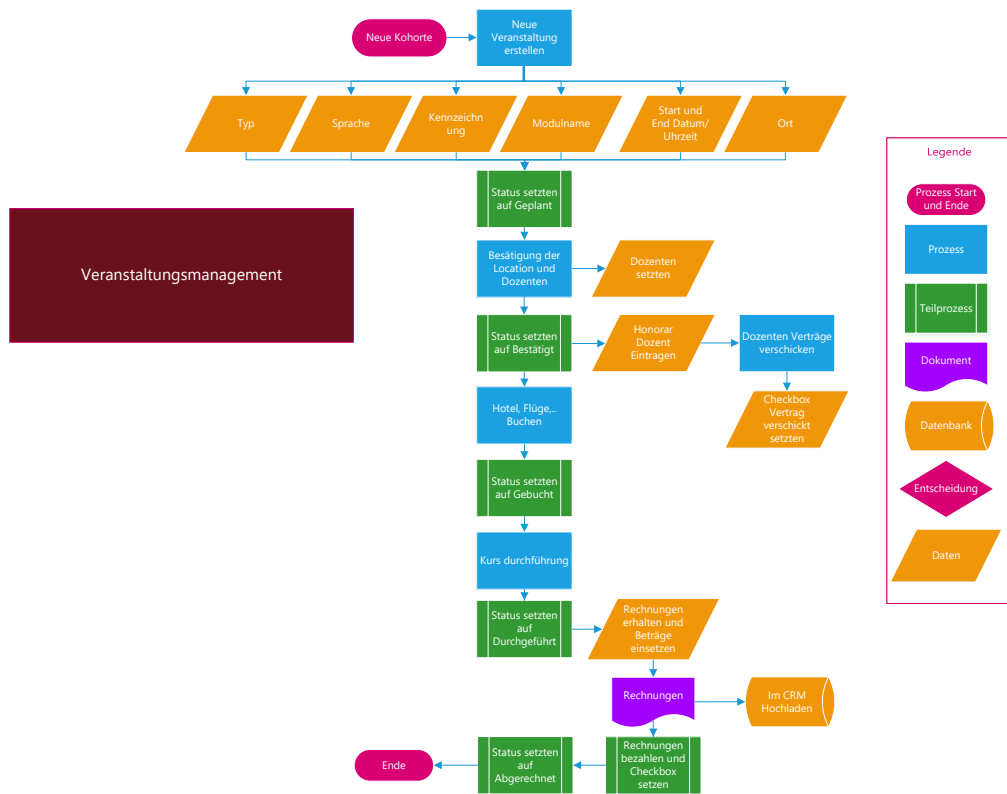 Neue Kohorte
Neue
Veranstaltung
erstellen
Typ
Sprache
Kennzeichn
ung
Modulname
Start und
End Datum/
Uhrzeit
Ort
Status setzten
auf Geplant
Veranstaltungsmanagement
Besätigung der
Location und
Dozenten
Dozenten
setzten
Status setzten
auf Bestätigt
Honorar
Dozent
Eintragen
Dozenten Verträge
verschicken
Checkbox
Vertrag
verschickt
setzten
Hotel, Flüge,..
Buchen
Status setzten
auf Gebucht
Kurs durchführung
Status setzten
auf
Durchgeführt
Rechnungen
erhalten und
Beträge
einsetzen
Rechnungen
Im CRM
Hochladen
Rechnungen
bezahlen und
Checkbox
setzen
Status setzten
auf
Abgerechnet
Ende
Legende
Prozess Start
und Ende
Prozess
Teilprozess
Dokument
Datenbank
Entscheidung
Daten